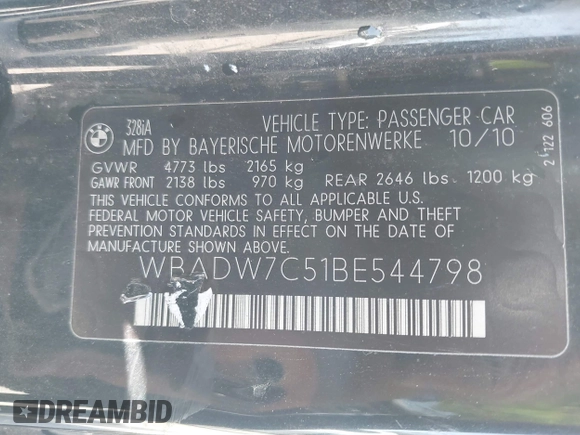 328iA
VEHICLE TYPE: PASSENGER CAR
MFD BY BAYERISCHE MOTORENWERKE 10/10
GVWR 4773 lbs 2165 kg
GAWR FRONT 2138 lbs 970 kg REAR 2646 lbs 1200 kg
THIS VEHICLE CONFORMS TO ALL APPLICABLE U.S.
FEDERAL MOTOR VEHICLE SAFETY, BUMPER AND THEFT
PREVENTION STANDARDS IN EFFECT ON THE DATE OF
MANUFACTURE SHOWN ABOVE.
WBADW7C51BE544798
2 122 606
DREAMBID